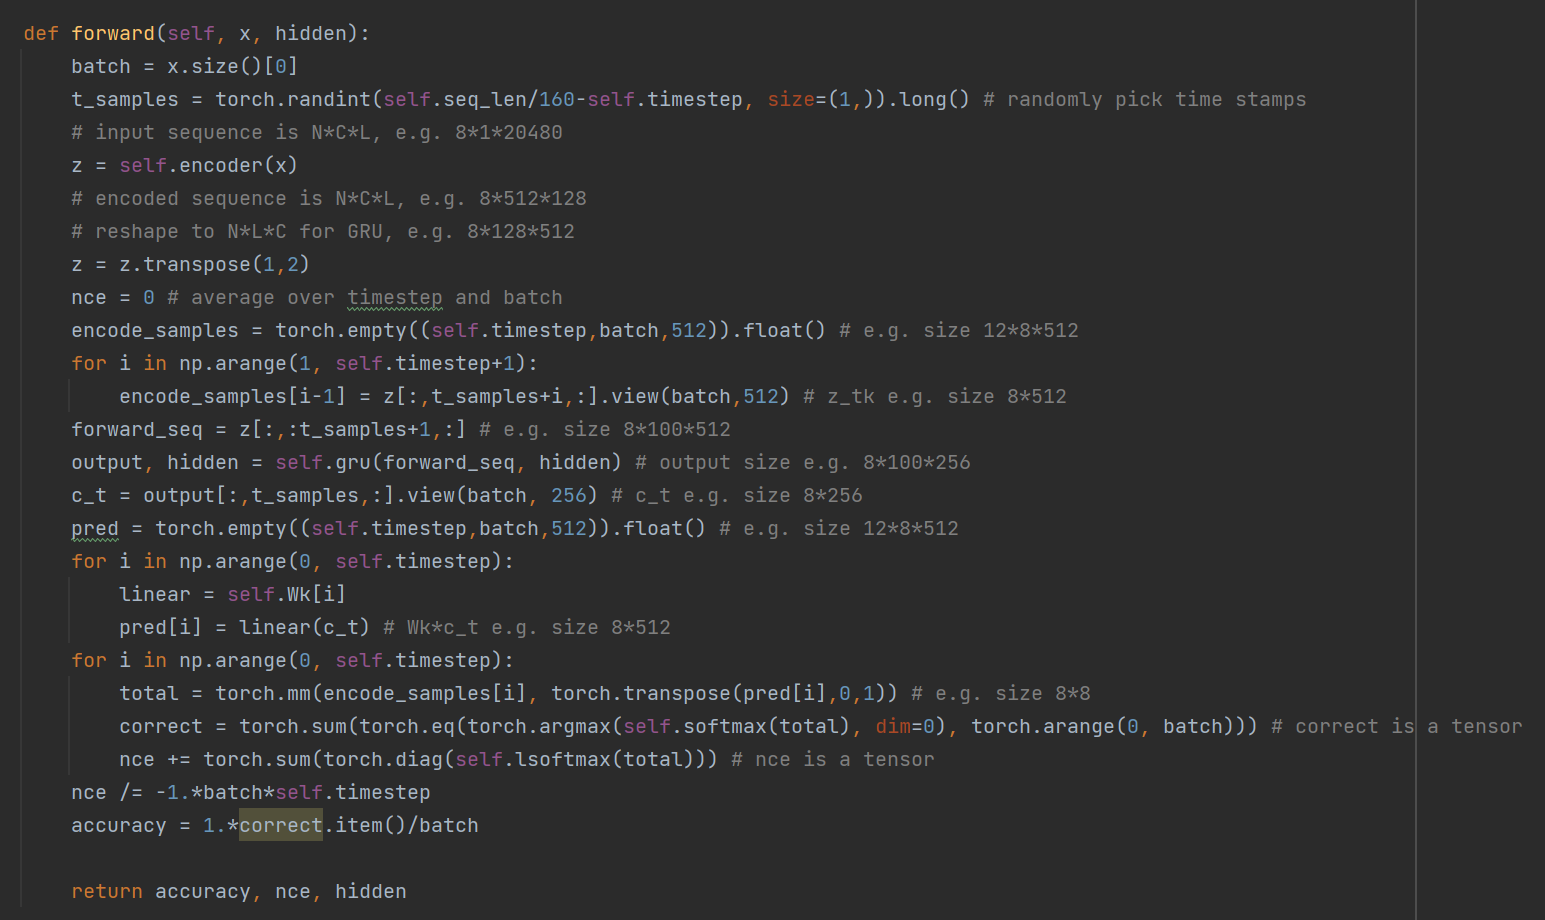 def forward(self, x, hidden):
    batch = x.size()[0]
    t_samples = torch.randint(self.seq_len/160-self.timestep, size=(1,)).long() # randomly pick time stamps
    # input sequence is N*C*L, e.g. 8*1*20480
    z = self.encoder(x)
    # encoded sequence is N*C*L, e.g. 8*512*128
    # reshape to N*L*C for GRU, e.g. 8*128*512
    z = z.transpose(1,2)
    nce = 0 # average over timestep and batch
    encode_samples = torch.empty((self.timestep,batch,512)).float() # e.g. size 12*8*512
    for i in np.arange(1, self.timestep+1):
        encode_samples[i-1] = z[:,t_samples+i,:].view(batch,512) # z_tk e.g. size 8*512
    forward_seq = z[:,:t_samples+1,:] # e.g. size 8*100*512
    output, hidden = self.gru(forward_seq, hidden) # output size e.g. 8*100*256
    c_t = output[:,t_samples,:].view(batch, 256) # c_t e.g. size 8*256
    pred = torch.empty((self.timestep,batch,512)).float() # e.g. size 12*8*512
    for i in np.arange(0, self.timestep):
        linear = self.Wk[i]
        pred[i] = linear(c_t) # Wk*c_t e.g. size 8*512
    for i in np.arange(0, self.timestep):
        total = torch.mm(encode_samples[i], torch.transpose(pred[i],0,1)) # e.g. size 8*8
        correct = torch.sum(torch.eq(torch.argmax(self.softmax(total), dim=0), torch.arange(0, batch))) # correct is a tensor
        nce += torch.sum(torch.diag(self.lsoftmax(total))) # nce is a tensor
    nce /= -1.*batch*self.timestep
    accuracy = 1.*correct.item()/batch

    return accuracy, nce, hidden